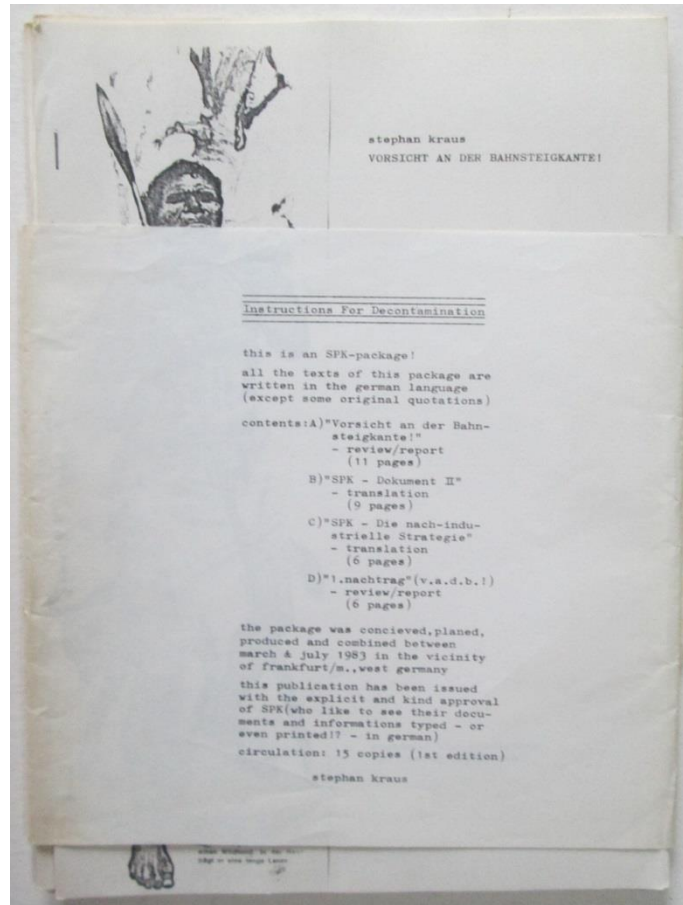 stephan kraus
VORSICHT AN DER BAHNSTEIGKANTE!
Instructions For Decontamination
this is an SPK-package!
all the texts of this package are
written in the german language
(except some original quotations)
contents:A)"Vorsicht an der Bahn-
steigkante!"
- review/report
(11 pages)
B)"SPK - Dokument II"
- translation
(9 pages)
C)"SPK - Die nach-indu-
strielle Strategie"
- translation
(6 pages)
D)"1.nachtrag"(v.a.d.b.!)
- review/report
(6 pages)
the package was concieved,planed,
produced and combined between
march & july 1983 in the vicinity
of frankfurt/m.,west germany
this publication has been issued
with the explicit and kind approval
of SPK(who like to see their docu-
ments and informations typed - or
even printed!? - in german)
circulation: 15 copies (1st edition)
stephan kraus
trägt er eine lange Lanze